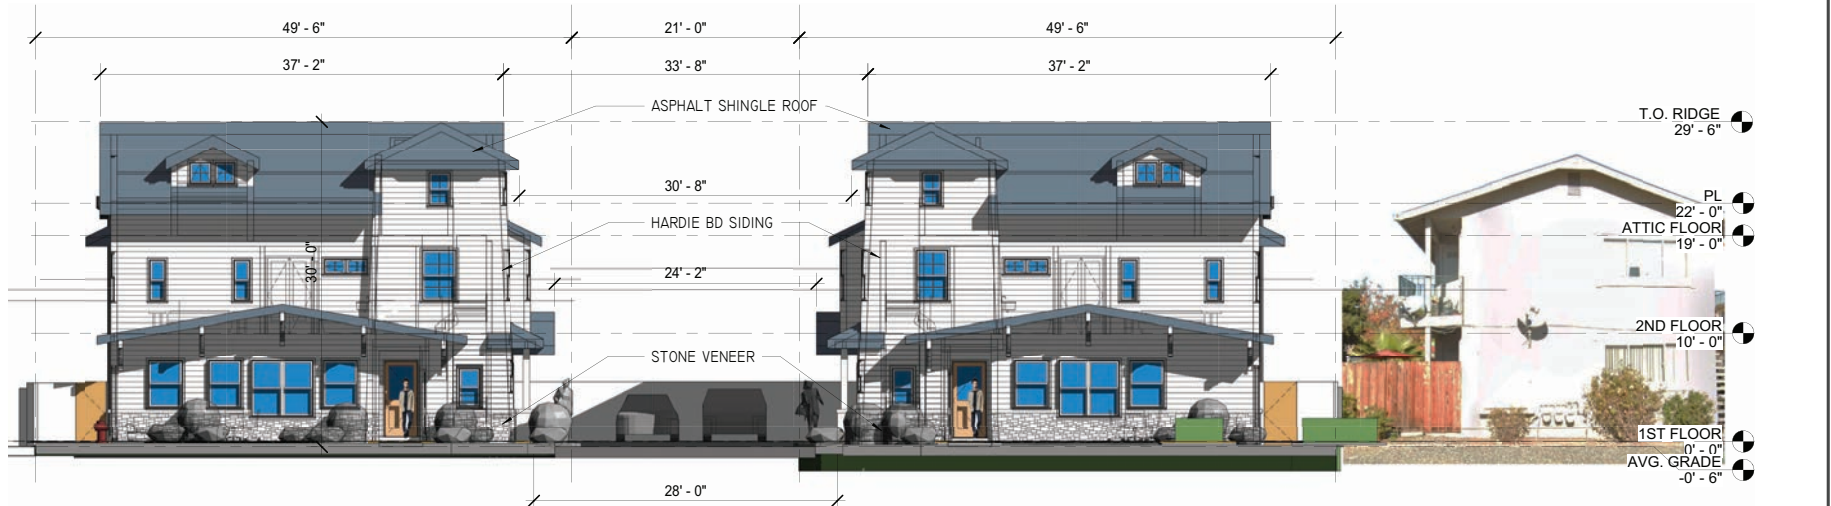 49' - 6"
21' - 0"
49' - 6"
37' - 2"
33' - 8"
37' - 2"
ASPHALT SHINGLE ROOF
T.O. RIDGE
29' - 6"
30' - 8"
PL
22' - 0"
HARDIE BD SIDING
ATTIC FLOOR
19' - 0"
30' - 0"
24' - 2"
2ND FLOOR
10' - 0"
STONE VENEER
1ST FLOOR
0' - 0"
AVG. GRADE
-0' - 6"
28' - 0"